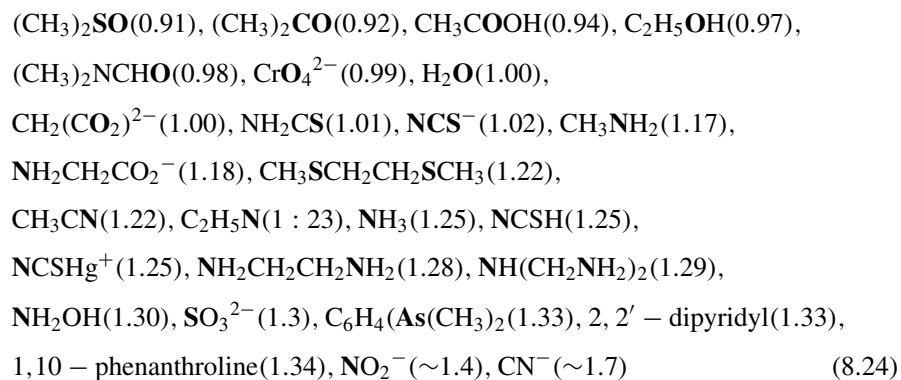 (CH₃)₂SO(0.91), (CH₃)₂CO(0.92), CH₃COOH(0.94), C₂H₅OH(0.97),
(CH₃)₂NCHO(0.98), CrO₄²⁻(0.99), H₂O(1.00),
CH₂(CO₂)²⁻(1.00), NH₂CS(1.01), NCS⁻(1.02), CH₃NH₂(1.17),
NH₂CH₂CO₂⁻(1.18), CH₃SCH₂CH₂SCH₃(1.22),
CH₃CN(1.22), C₂H₅N(1 : 23), NH₃(1.25), NCSH(1.25),
NCSHg⁺(1.25), NH₂CH₂CH₂NH₂(1.28), NH(CH₂NH₂)₂(1.29),
NH₂OH(1.30), SO₃²⁻(1.3), C₆H₄(As(CH₃)₂(1.33), 2, 2′ − dipyridyl(1.33),
1,10 − phenanthroline(1.34), NO₂⁻(∼1.4), CN⁻(∼1.7) (8.24)